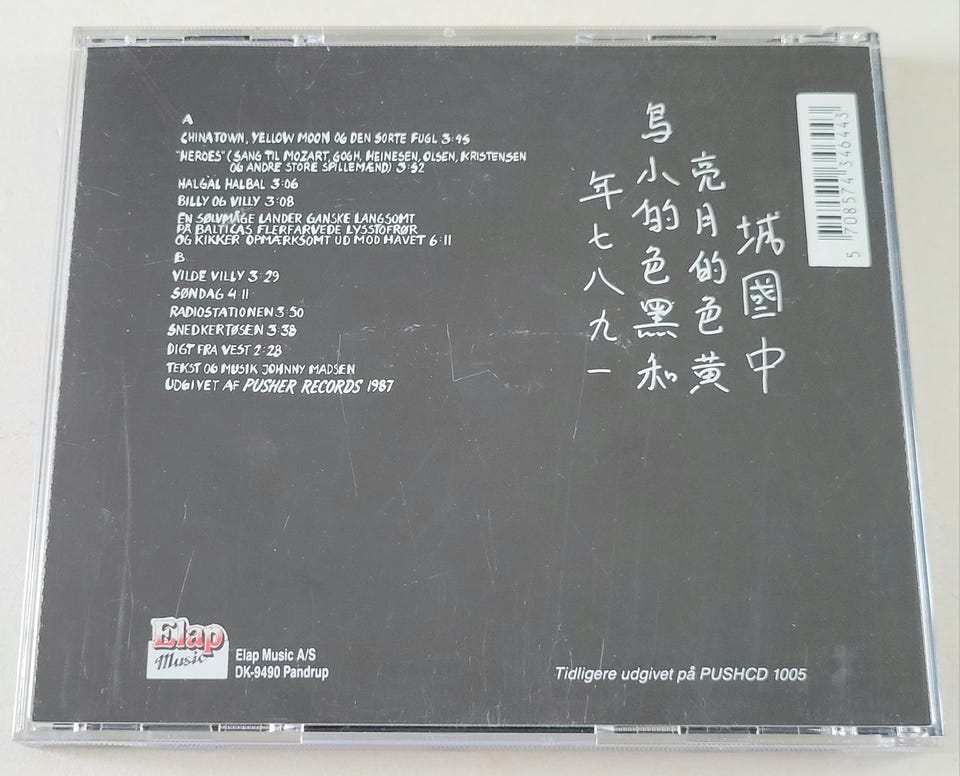 A
CHINATOWN, YELLOW MOON OG DEN SORTE FUGL 3:45
"HEROES" (SANG TIL MOZART, GOGH, HEINESEN, OLSEN, KRISTENSEN
OG ANDRE STORE SPILLEMÆND) 3:52
HALGAL HALBAL 3:06
BILLY OG VILLY 3:08
EN SØLVMÅGE LANDER GANSKE LANGSOMT
PÅ BALTICAS FLERFARVEDE LYSSTOFRØR
OG KIKKER OPMÆRKSOMT UD MOD HAVET 6:11
B
VILDE VILLY 3:29
SØNDAG 4:11
RADIOSTATIONEN 3:50
SNEDKERTØSEN 3:38
DIGT FRA VEST 2:28
TEKST OG MUSIK JOHNNY MADSEN
UDGIVET AF PUSHER RECORDS 1987
中國城
黃色的月亮
和黑色的小鳥
一九八七年
5 708574 346443
Elap
Music
Elap Music A/S
DK-9490 Pandrup
Tidligere udgivet på PUSHCD 1005